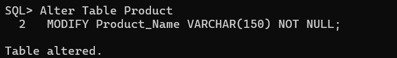 SQL> Alter Table Product
  2   MODIFY Product_Name VARCHAR(150) NOT NULL;
Table altered.